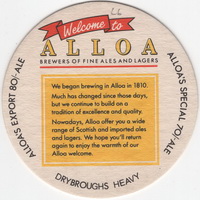 Welcome to
ALLOA
BREWERS OF FINE ALES AND LAGERS
We began brewing in Alloa in 1810.
Much has changed since those days,
but we continue to build on a
tradition of excellence and quality.
Nowadays, Alloa offer you a wide
range of Scottish and imported ales
and lagers. We hope you'll return
again to enjoy the warmth of our
Alloa welcome.
ALLOA'S EXPORT 80/- ALE
ALLOA'S SPECIAL 70/- ALE
DRYBROUGHS HEAVY